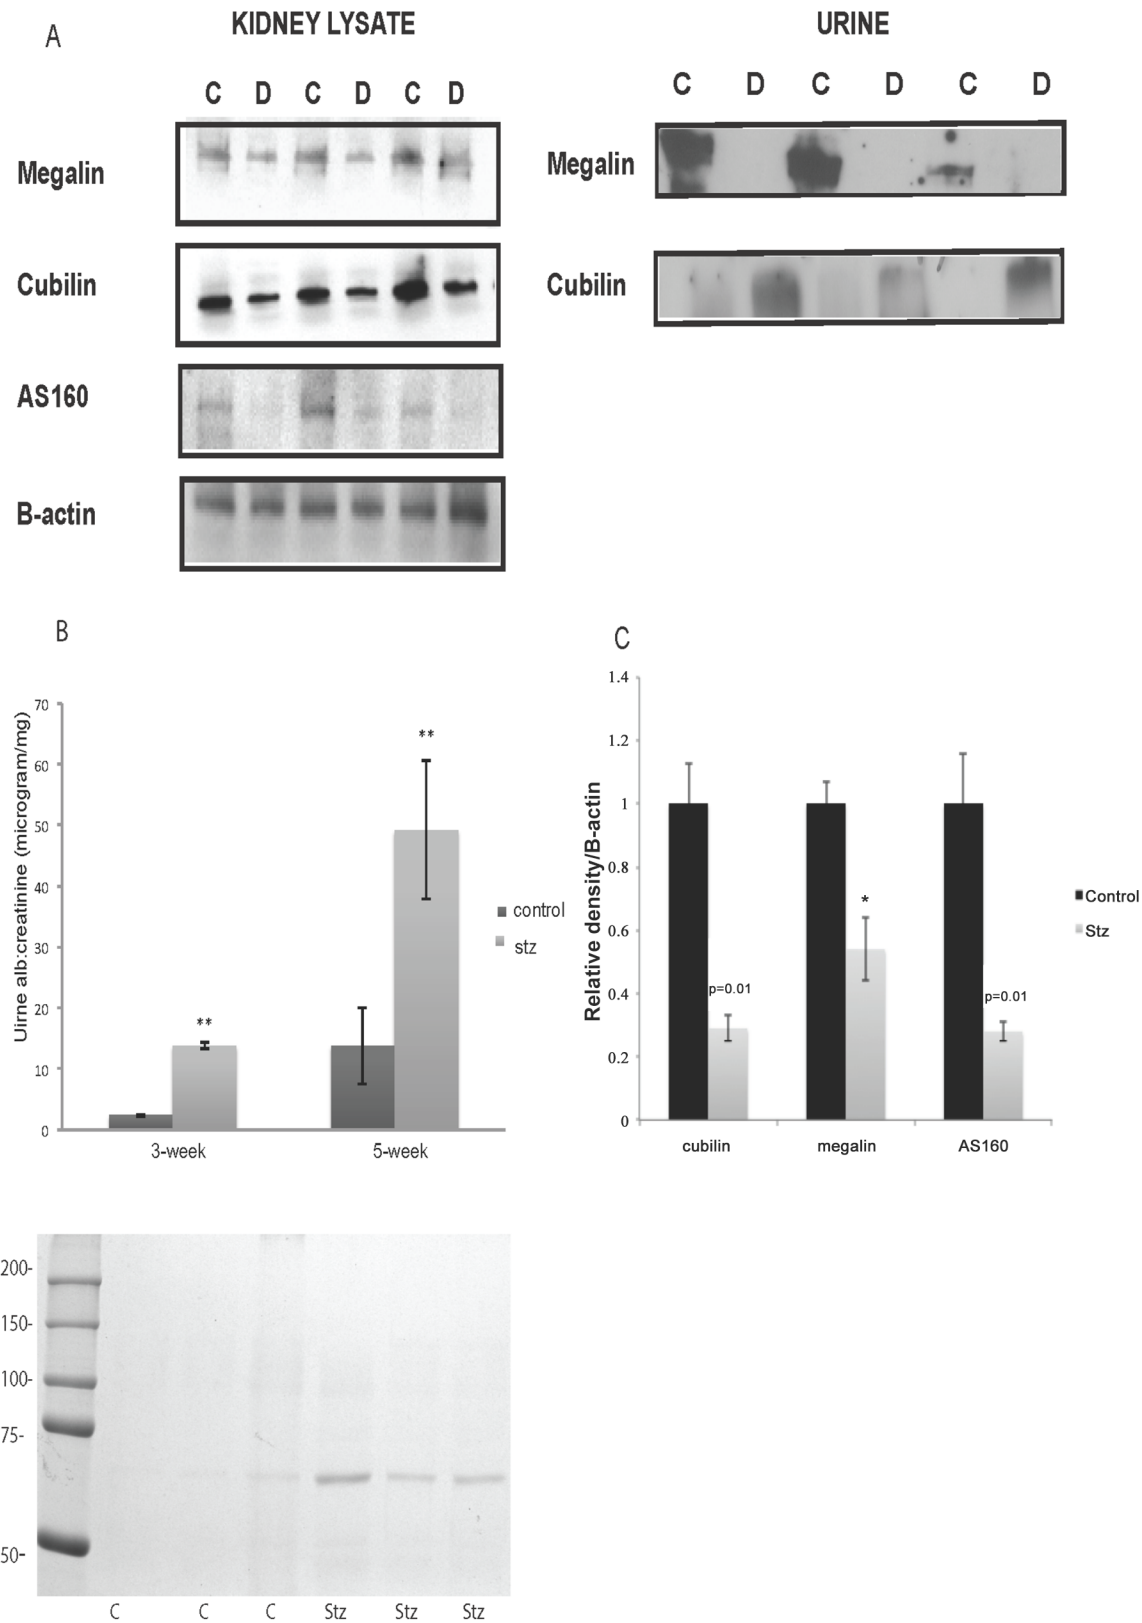 A
KIDNEY LYSATE
URINE
C D C D C D
C D C D C D
Megalin
Megalin
Cubilin
Cubilin
AS160
B-actin
B
Uirne alb:creatinine (microgram/mg)
70
60
50
40
30
20
10
0
**
**
3-week
5-week
control
stz
C
Relative density/B-actin
1.4
1.2
1
0.8
0.6
0.4
0.2
0
p=0.01
*
p=0.01
cubilin
megalin
AS160
Control
Stz
200-
150-
100-
75-
50-
C C C Stz Stz Stz